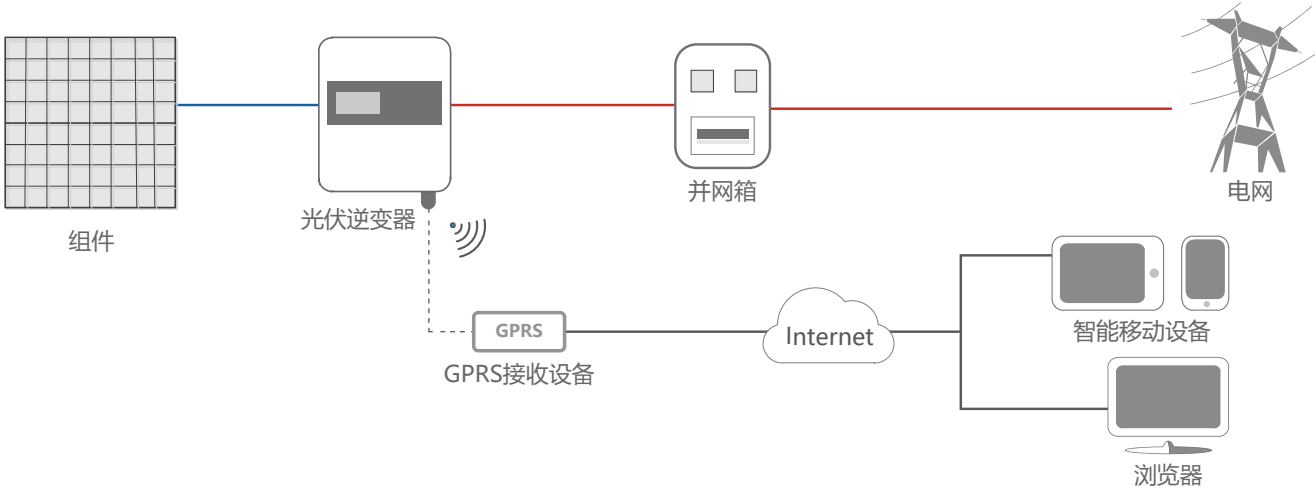 组件
光伏逆变器
并网箱
电网
GPRS
GPRS接收设备
Internet
智能移动设备
浏览器